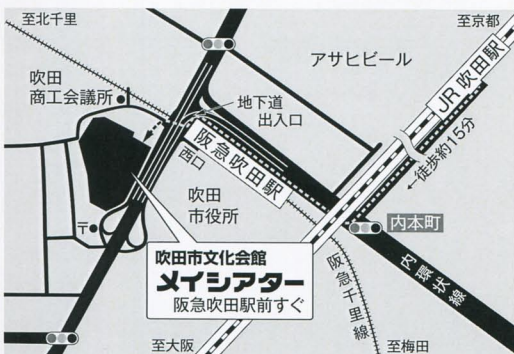 至北千里
至京都
アサヒビール
JR吹田駅
吹田
商工会議所
地下道
出入口
阪急吹田駅
西口
←徒歩約15分
吹田
市役所
〒
内本町
吹田市文化会館
メイシアター
阪急吹田駅前すぐ
阪急千里線
内環状線
至大阪
至梅田